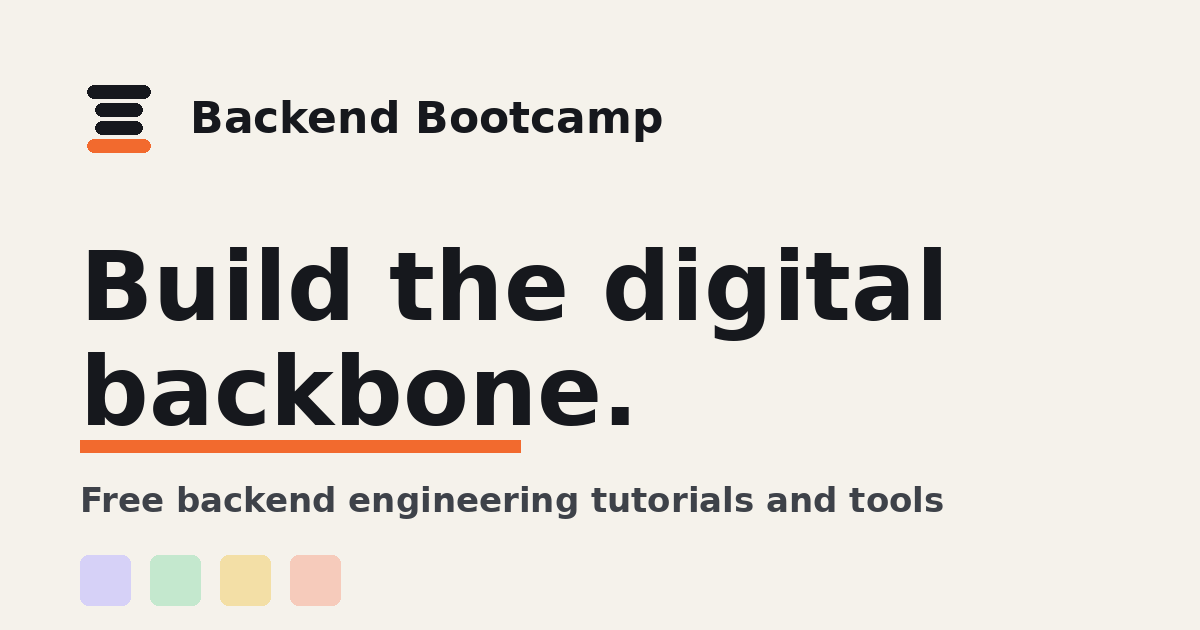 Backend Bootcamp
Build the digital
backbone.
Free backend engineering tutorials and tools